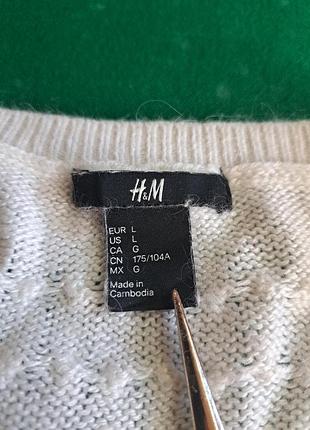 H&M
EUR L
US L
CA G
CN 175/104A
MX G
Made in
Cambodia